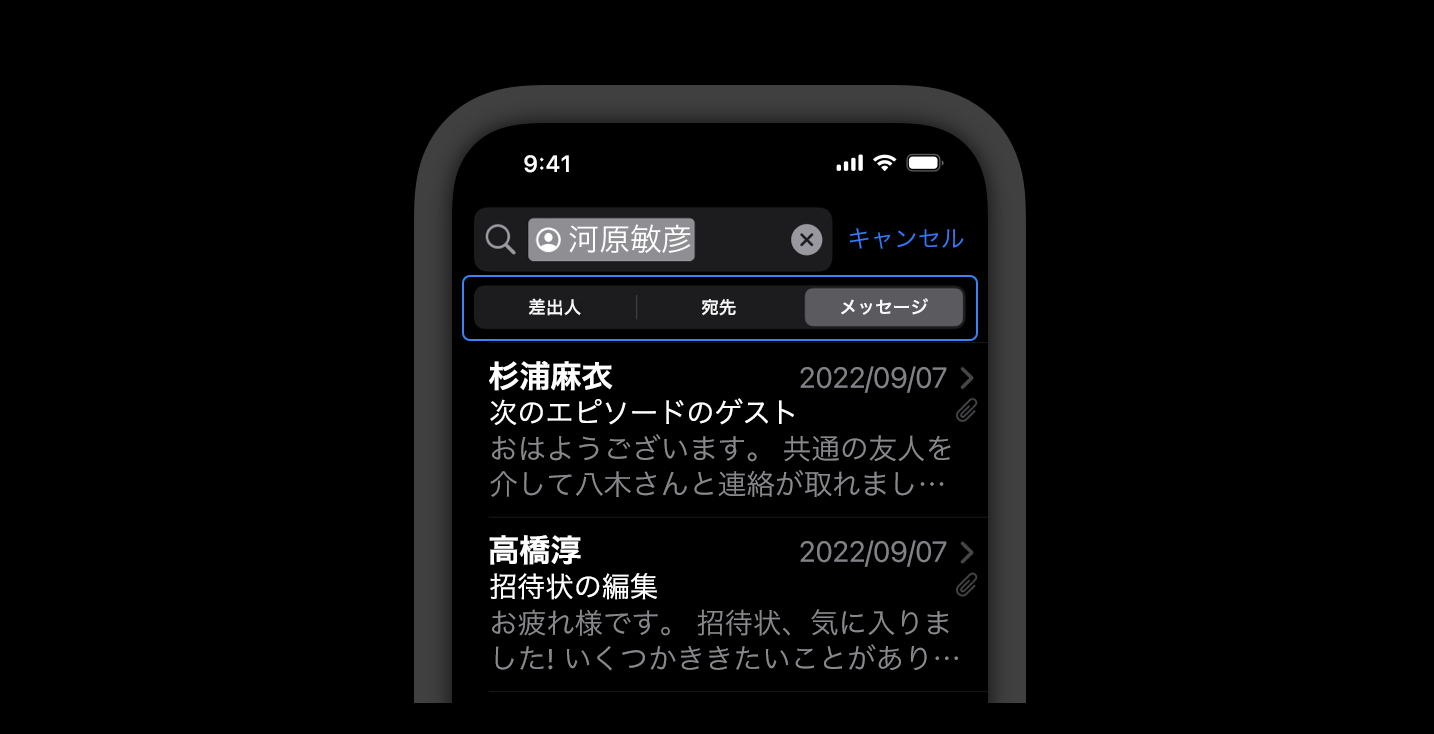 9:41
河原敏彦 キャンセル
差出人 宛先 メッセージ
杉浦麻衣 2022/09/07
次のエピソードのゲスト
おはようございます。 共通の友人を
介して八木さんと連絡が取れまし…
高橋淳 2022/09/07
招待状の編集
お疲れ様です。 招待状、気に入りま
した! いくつかききたいことがあり…